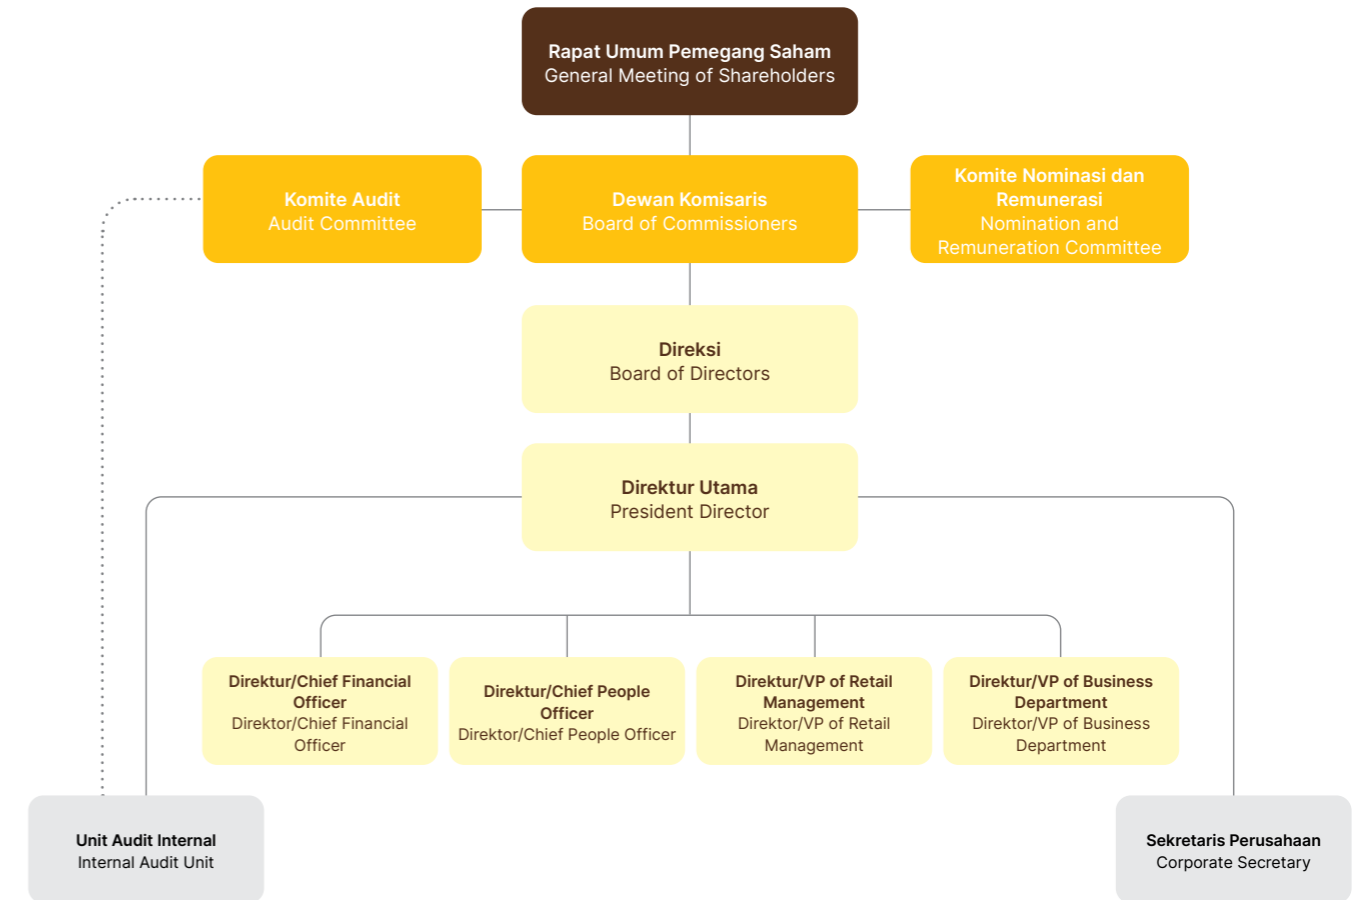 Rapat Umum Pemegang Saham
General Meeting of Shareholders
Komite Audit
Audit Committee
Dewan Komisaris
Board of Commissioners
Komite Nominasi dan
Remunerasi
Nomination and
Remuneration Committee
Direksi
Board of Directors
Direktur Utama
President Director
Direktur/Chief Financial
Officer
Direktor/Chief Financial
Officer
Direktur/Chief People
Officer
Direktor/Chief People Officer
Direktur/VP of Retail
Management
Direktor/VP of Retail
Management
Direktur/VP of Business
Department
Direktor/VP of Business
Department
Unit Audit Internal
Internal Audit Unit
Sekretaris Perusahaan
Corporate Secretary